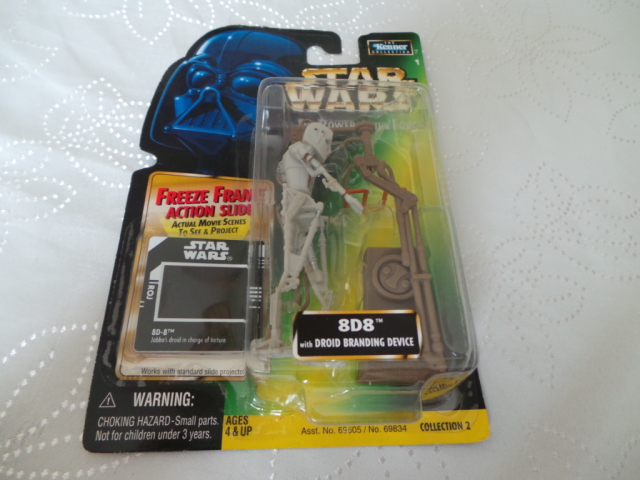 THE
Kenner
COLLECTION
STAR
WARS
FREEZE FRAME
ACTION SLIDE
ACTUAL MOVIE SCENES
TO SEE & PROJECT
STAR
WARS®
8D-8™
Jabba's droid in charge of torture
Works with standard slide projectors
8D8™
with DROID BRANDING DEVICE
WARNING:
CHOKING HAZARD-Small parts.
Not for children under 3 years.
AGES
4 & UP
Asst. No. 69605 / No. 69834
COLLECTION 2